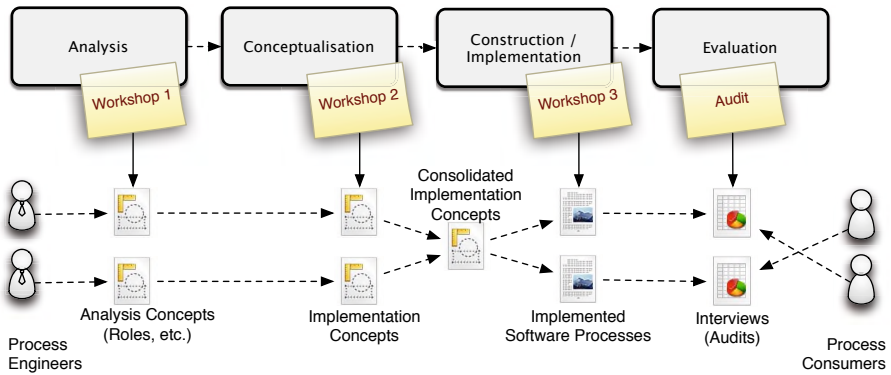 Analysis
Conceptualisation
Construction /
Implementation
Evaluation
Workshop 1
Workshop 2
Workshop 3
Audit
Consolidated
Implementation
Concepts
Analysis Concepts
(Roles, etc.)
Implementation
Concepts
Implemented
Software Processes
Interviews
(Audits)
Process
Engineers
Process
Consumers